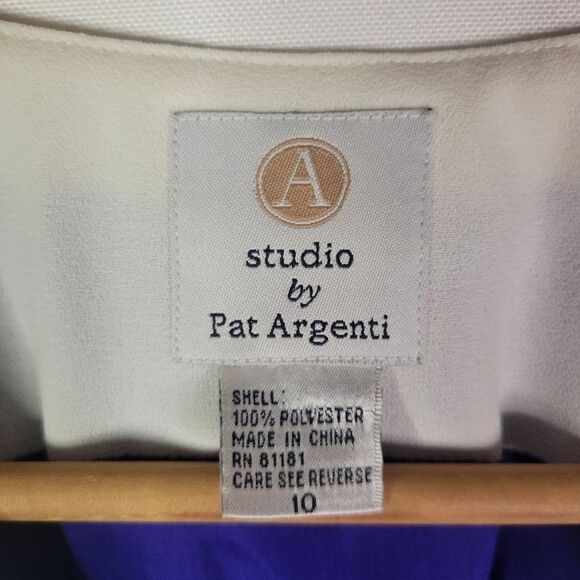 A
studio
by
Pat Argenti
SHELL:
100% POLYESTER
MADE IN CHINA
RN 81181
CARE SEE REVERSE
10